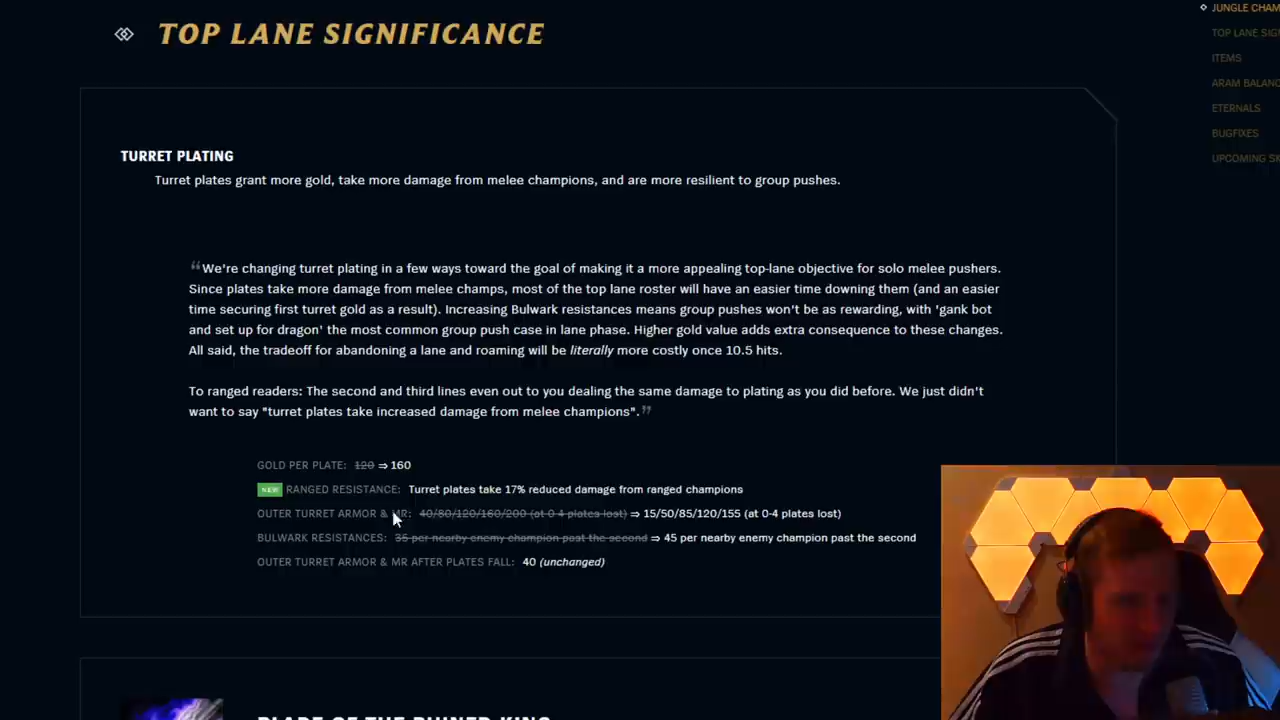 TOP LANE SIGNIFICANCE
JUNGLE CHAM
TOP LANE SIG
ITEMS
ARAM BALANC
ETERNALS
BUGFIXES
UPCOMING SK
TURRET PLATING
Turret plates grant more gold, take more damage from melee champions, and are more resilient to group pushes.
“We're changing turret plating in a few ways toward the goal of making it a more appealing top-lane objective for solo melee pushers.
Since plates take more damage from melee champs, most of the top lane roster will have an easier time downing them (and an easier
time securing first turret gold as a result). Increasing Bulwark resistances means group pushes won't be as rewarding, with 'gank bot
and set up for dragon' the most common group push case in lane phase. Higher gold value adds extra consequence to these changes.
All said, the tradeoff for abandoning a lane and roaming will be literally more costly once 10.5 hits.
To ranged readers: The second and third lines even out to you dealing the same damage to plating as you did before. We just didn't
want to say "turret plates take increased damage from melee champions".”
GOLD PER PLATE: 120 ⇒ 160
NEW RANGED RESISTANCE: Turret plates take 17% reduced damage from ranged champions
OUTER TURRET ARMOR & MR: 40/80/120/160/200 (at 0-4 plates lost) ⇒ 15/50/85/120/155 (at 0-4 plates lost)
BULWARK RESISTANCES: 35 per nearby enemy champion past the second ⇒ 45 per nearby enemy champion past the second
OUTER TURRET ARMOR & MR AFTER PLATES FALL: 40 (unchanged)
BLADE OF THE RUINED KING